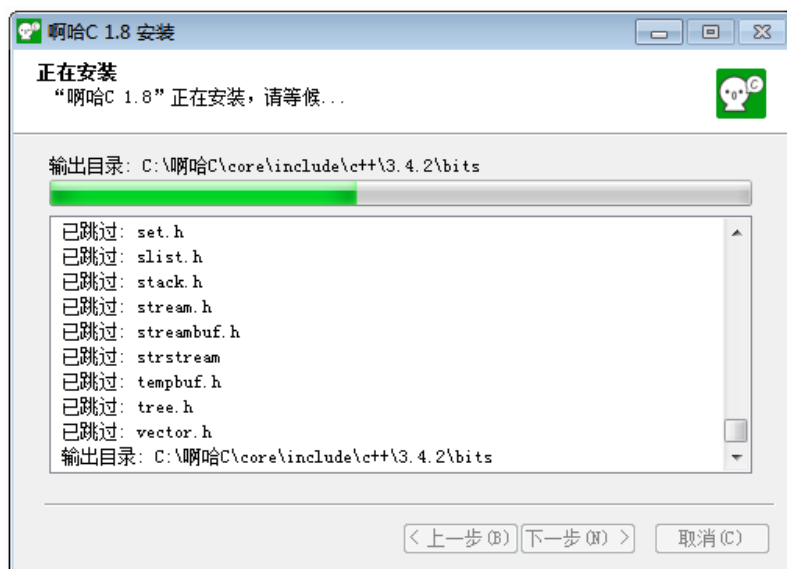 啊哈C 1.8 安装
正在安装
“啊哈C 1.8”正在安装，请等候...
输出目录: C:\啊哈C\core\include\c++\3.4.2\bits
已跳过: set.h
已跳过: slist.h
已跳过: stack.h
已跳过: stream.h
已跳过: streambuf.h
已跳过: strstream
已跳过: tempbuf.h
已跳过: tree.h
已跳过: vector.h
输出目录: C:\啊哈C\core\include\c++\3.4.2\bits
< 上一步(B) 下一步(N) > 取消(C)